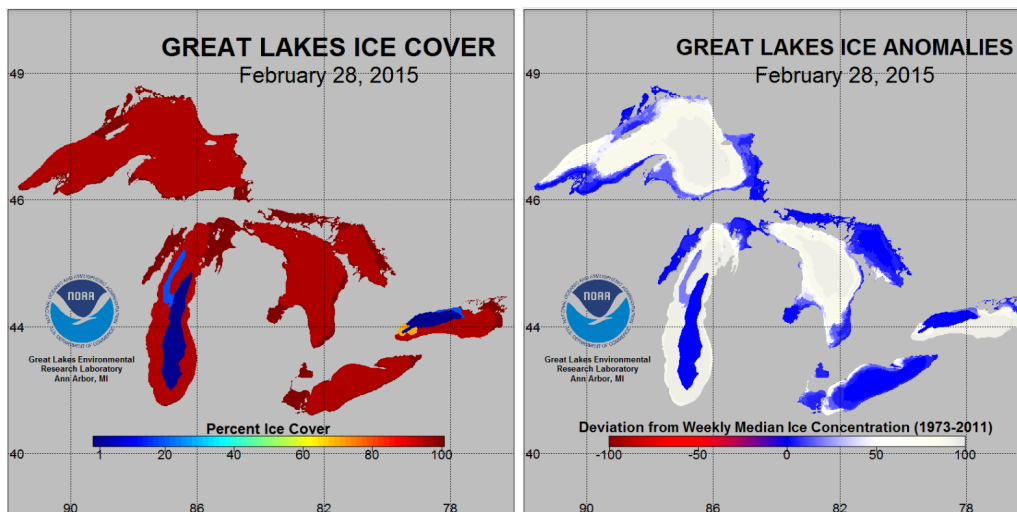 GREAT LAKES ICE COVER
February 28, 2015
49
46
44
40
90
86
82
78
NOAA
Great Lakes Environmental
Research Laboratory
Ann Arbor, MI
Percent Ice Cover
1 20 40 60 80 100
GREAT LAKES ICE ANOMALIES
February 28, 2015
49
46
44
40
90
86
82
78
NOAA
Great Lakes Environmental
Research Laboratory
Ann Arbor, MI
Deviation from Weekly Median Ice Concentration (1973-2011)
-100 -50 0 50 100